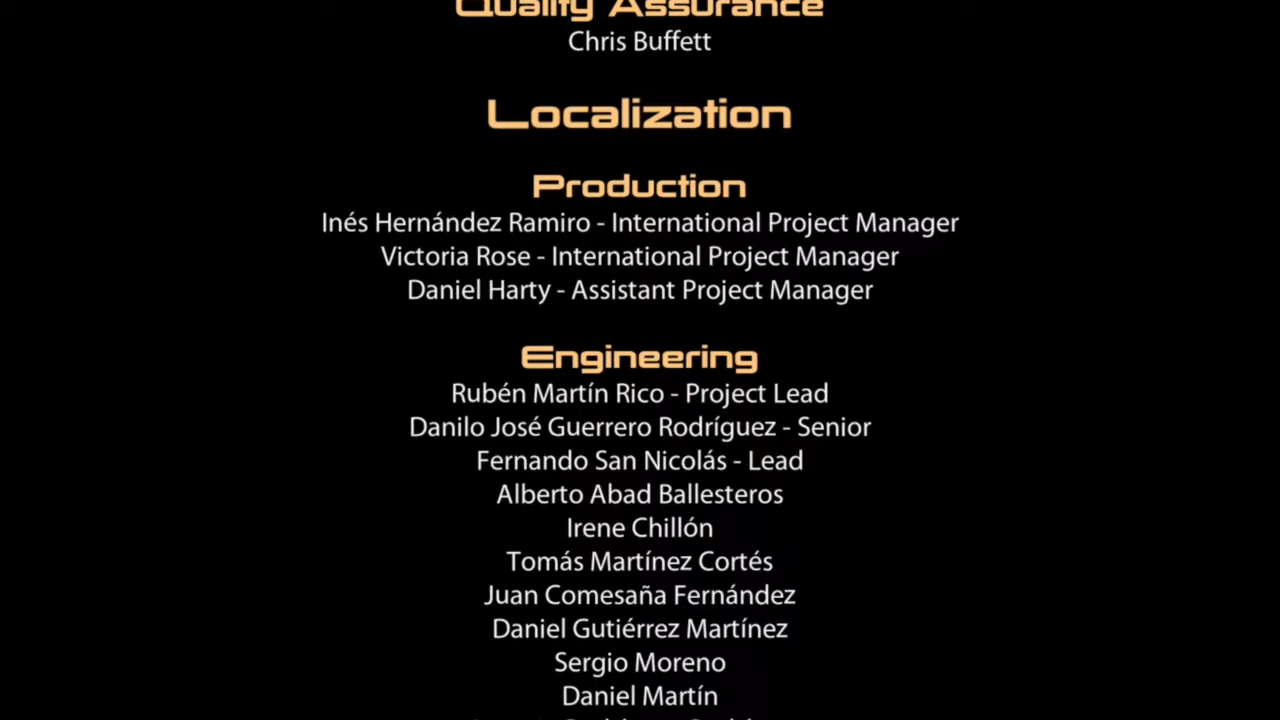 Quality Assurance
Chris Buffett
Localization
Production
Inés Hernández Ramiro - International Project Manager
Victoria Rose - International Project Manager
Daniel Harty - Assistant Project Manager
Engineering
Rubén Martín Rico - Project Lead
Danilo José Guerrero Rodríguez - Senior
Fernando San Nicolás - Lead
Alberto Abad Ballesteros
Irene Chillón
Tomás Martínez Cortés
Juan Comesaña Fernández
Daniel Gutiérrez Martínez
Sergio Moreno
Daniel Martín